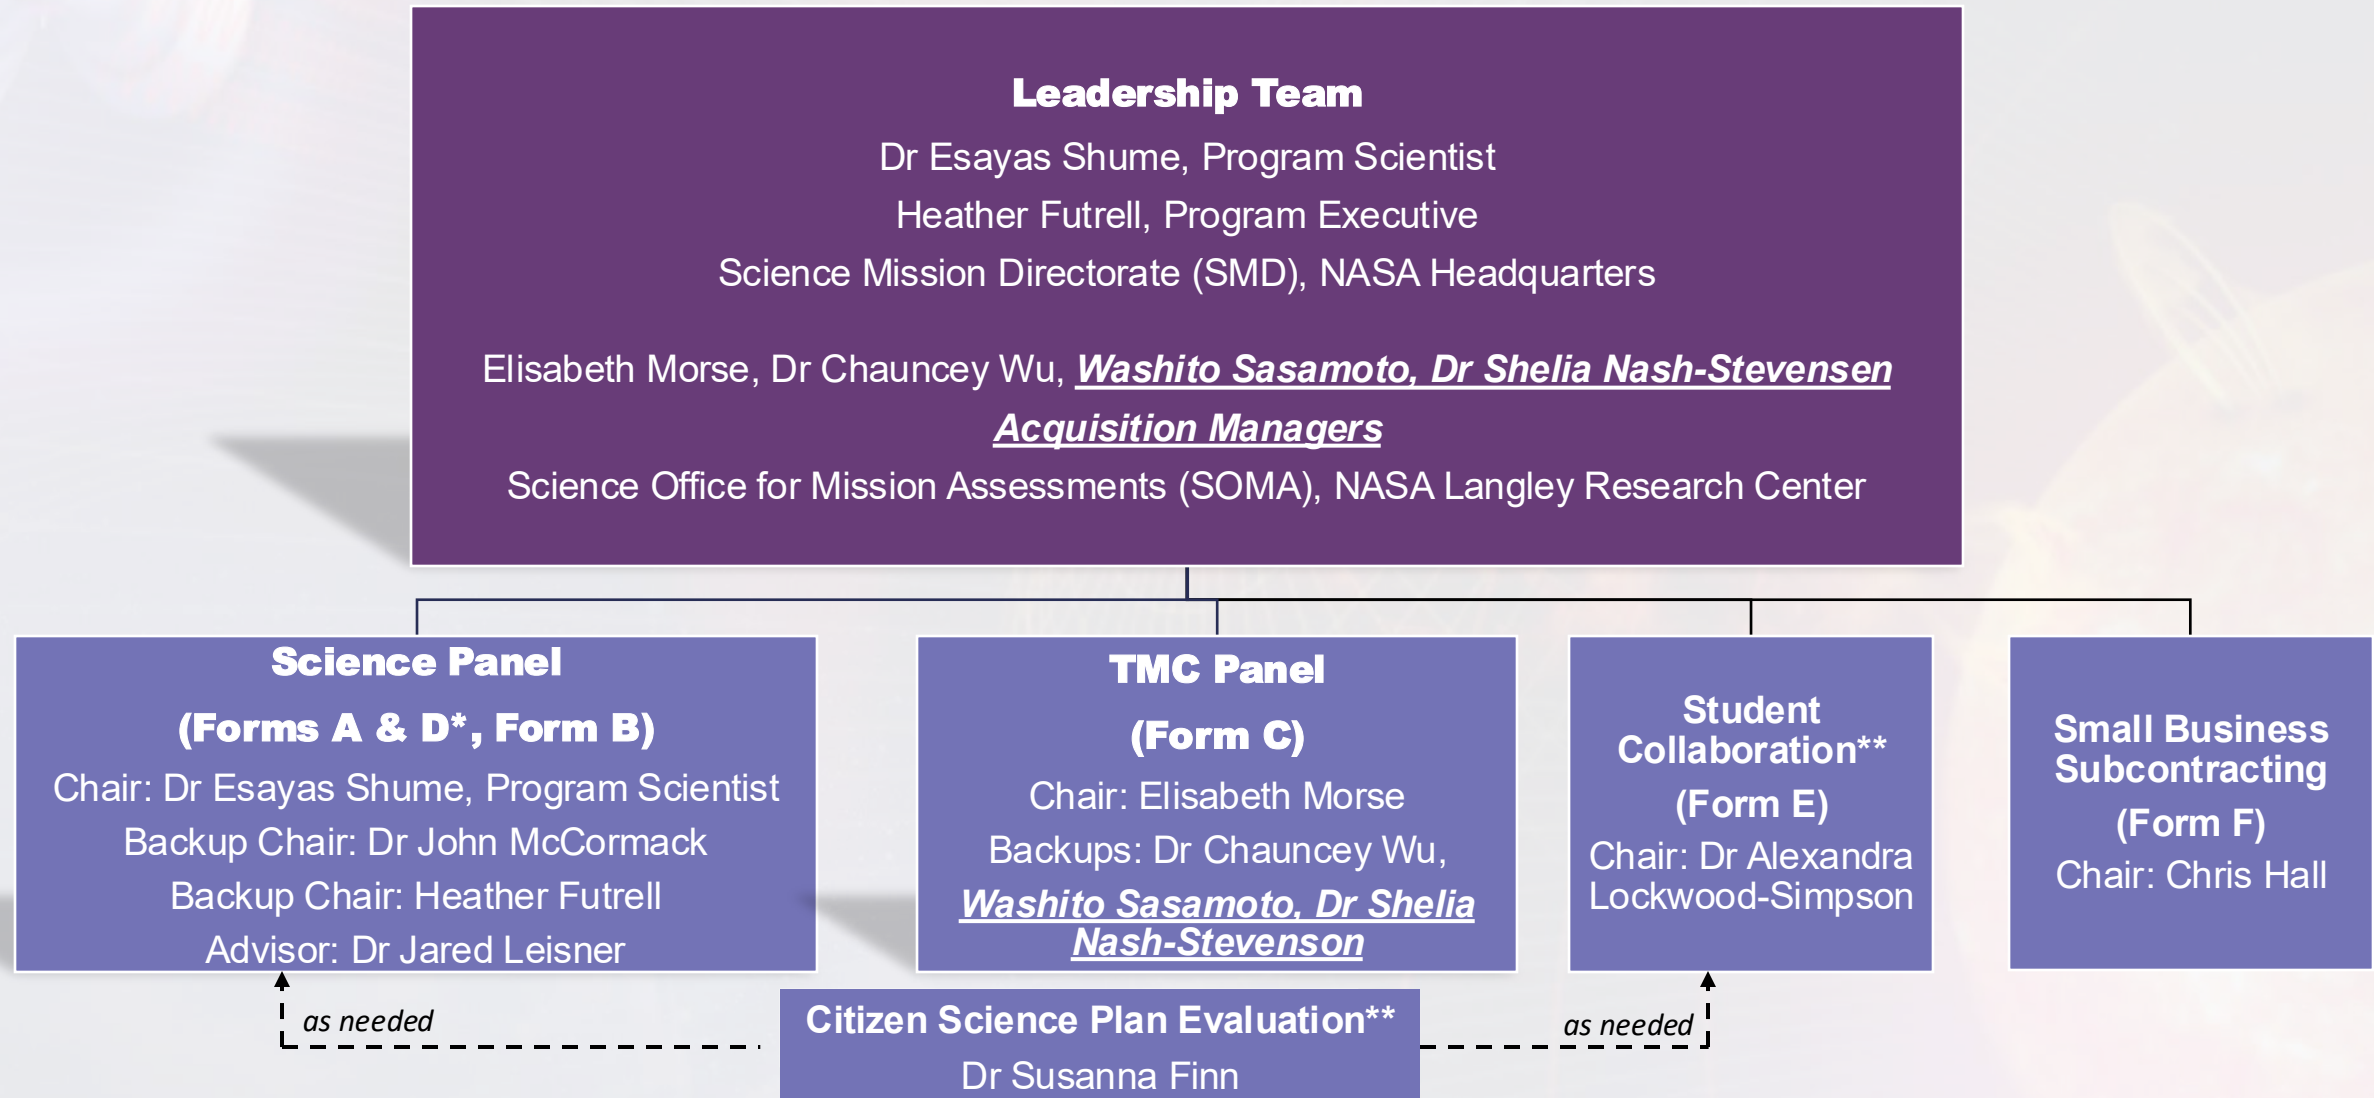 Leadership Team
Dr Esayas Shume, Program Scientist
Heather Futrell, Program Executive
Science Mission Directorate (SMD), NASA Headquarters
Elisabeth Morse, Dr Chauncey Wu, Washito Sasamoto, Dr Shelia Nash-Stevensen
Acquisition Managers
Science Office for Mission Assessments (SOMA), NASA Langley Research Center
Science Panel
(Forms A & D*, Form B)
Chair: Dr Esayas Shume, Program Scientist
Backup Chair: Dr John McCormack
Backup Chair: Heather Futrell
Advisor: Dr Jared Leisner
TMC Panel
(Form C)
Chair: Elisabeth Morse
Backups: Dr Chauncey Wu,
Washito Sasamoto, Dr Shelia
Nash-Stevenson
Student
Collaboration**
(Form E)
Chair: Dr Alexandra
Lockwood-Simpson
Small Business
Subcontracting
(Form F)
Chair: Chris Hall
as needed
Citizen Science Plan Evaluation**
Dr Susanna Finn
as needed